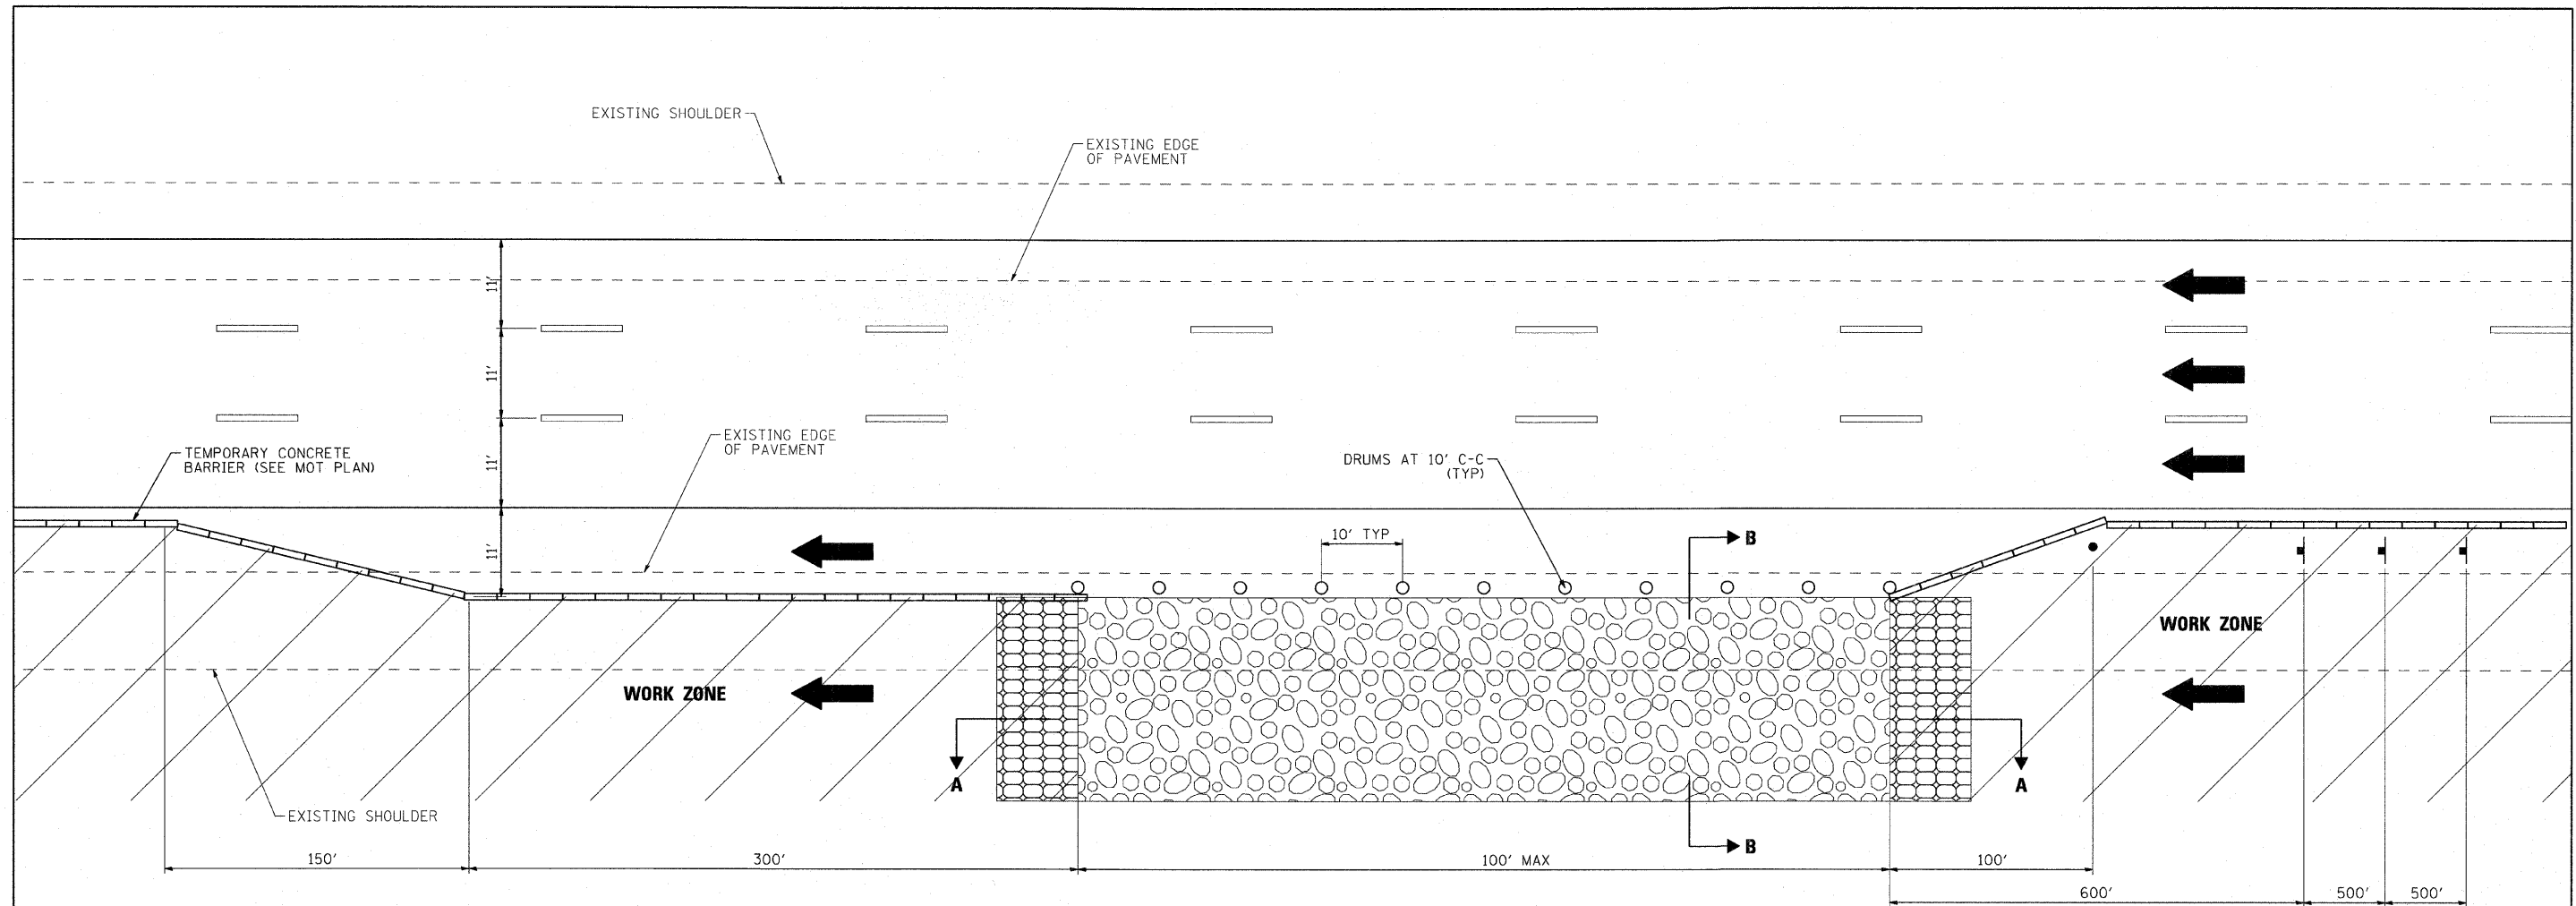 EXISTING SHOULDER
EXISTING EDGE
OF PAVEMENT
11'
11'
11'
11'
TEMPORARY CONCRETE
BARRIER (SEE MOT PLAN)
EXISTING EDGE
OF PAVEMENT
DRUMS AT 10' C-C
(TYP)
10' TYP
B
WORK ZONE
WORK ZONE
A
A
EXISTING SHOULDER
B
150'
300'
100' MAX
100'
600'
500'
500'